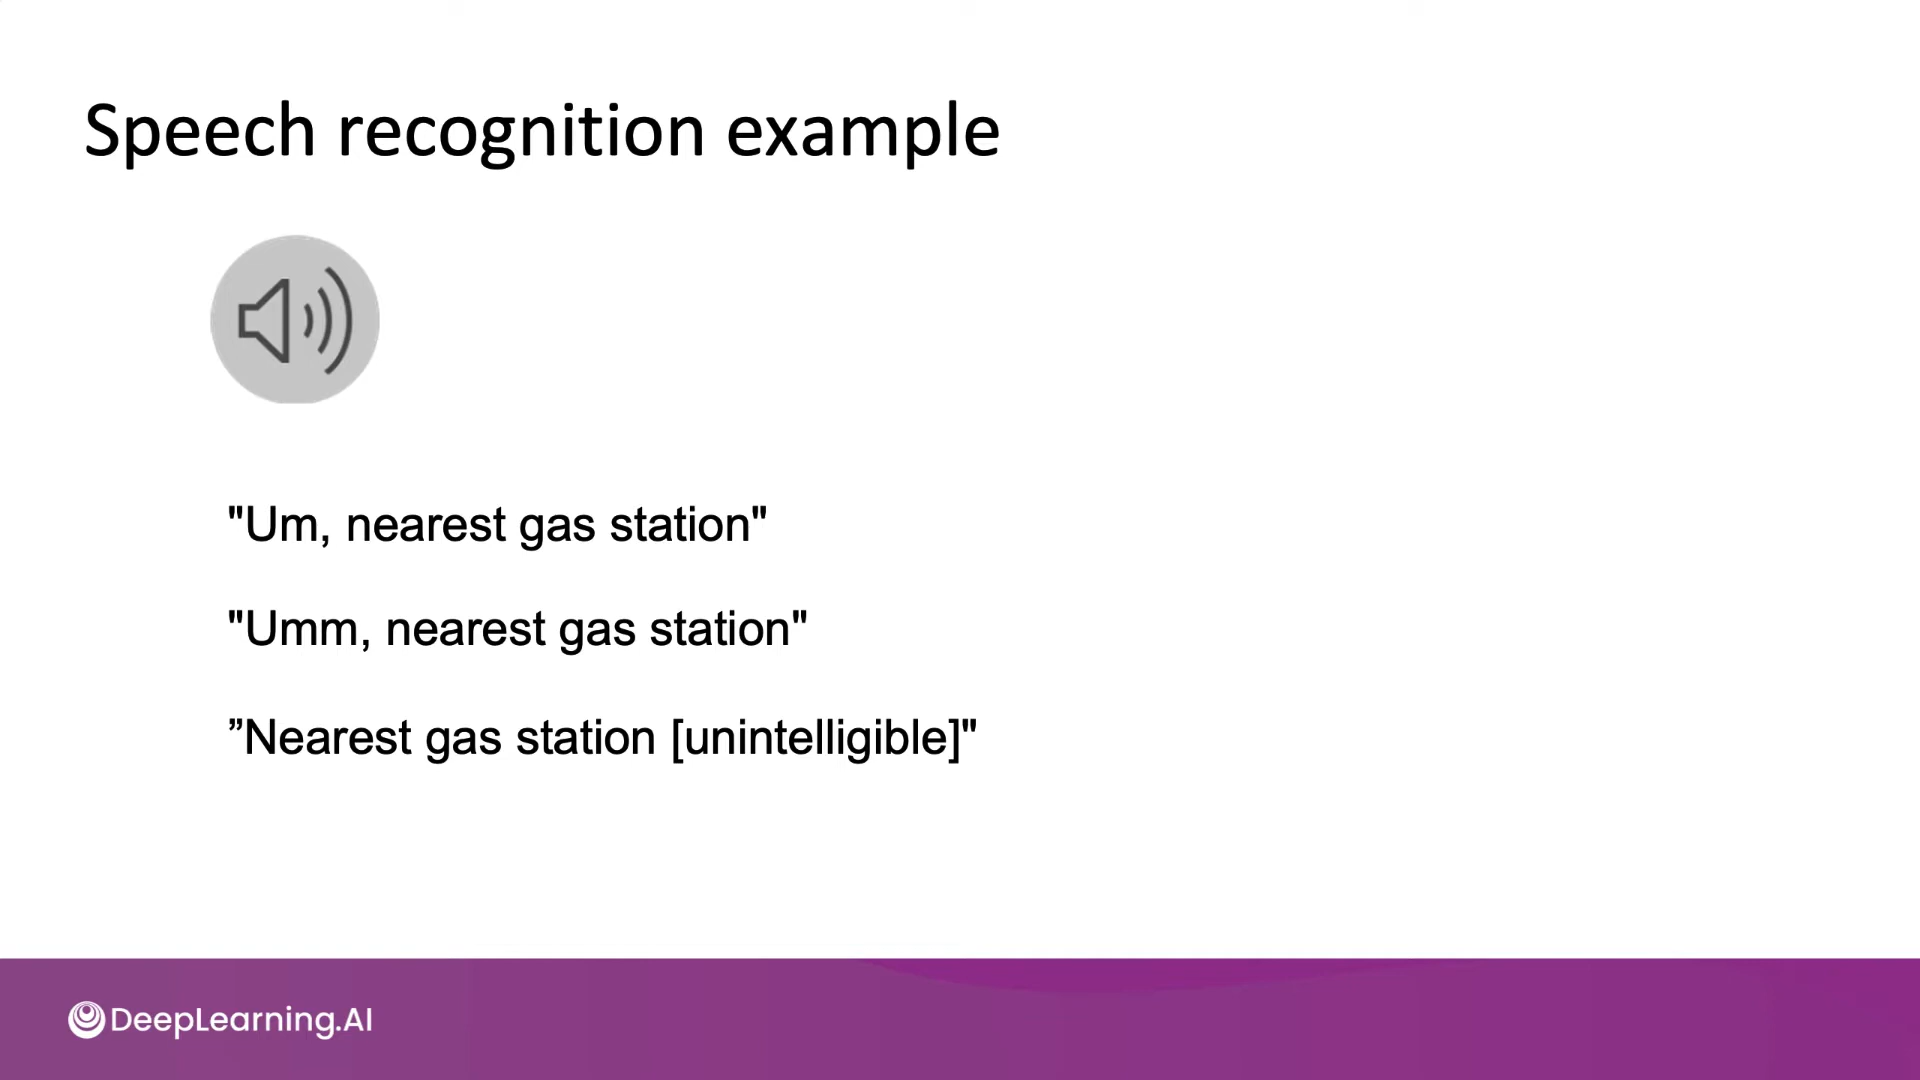 Speech recognition example
"Um, nearest gas station"
"Umm, nearest gas station"
”Nearest gas station [unintelligible]"
DeepLearning.AI